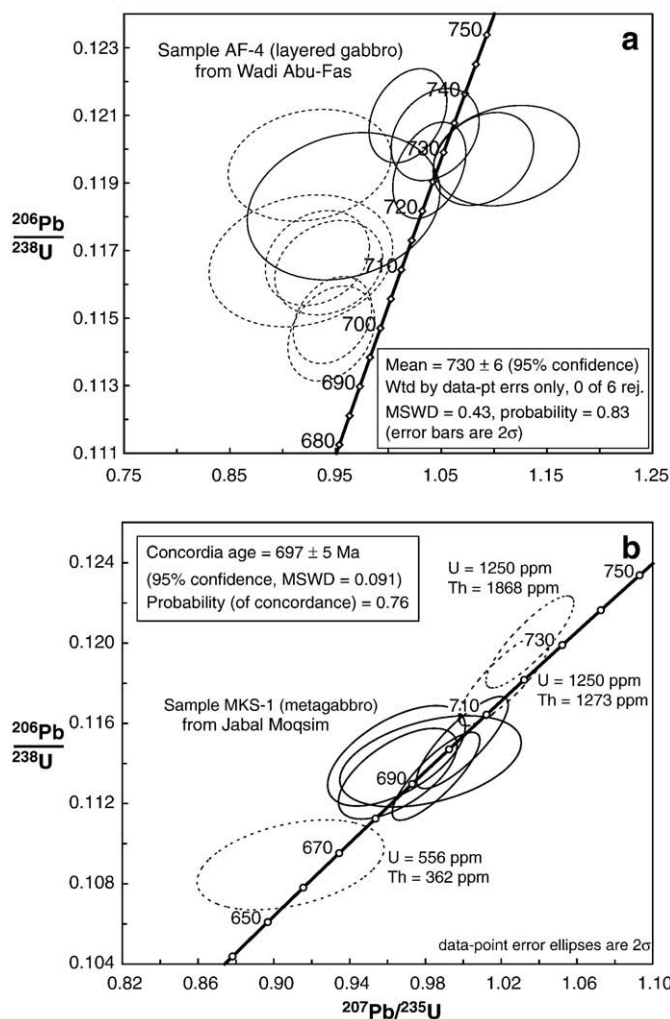 0.123
0.121
0.119
0.117
0.115
0.113
0.111
206Pb
238U
a
Sample AF-4 (layered gabbro)
from Wadi Abu-Fas
750
740
730
720
710
700
690
680
Mean = 730 ± 6 (95% confidence)
Wtd by data-pt errs only, 0 of 6 rej.
MSWD = 0.43, probability = 0.83
(error bars are 2σ)
0.75 0.85 0.95 1.05 1.15 1.25
0.124
0.120
0.116
0.112
0.108
0.104
206Pb
238U
b
Concordia age = 697 ± 5 Ma
(95% confidence, MSWD = 0.091)
Probability (of concordance) = 0.76
U = 1250 ppm
Th = 1868 ppm
750
730
U = 1250 ppm
Th = 1273 ppm
Sample MKS-1 (metagabbro)
from Jabal Moqsim
710
690
670
U = 556 ppm
Th = 362 ppm
650
data-point error ellipses are 2σ
0.82 0.86 0.90 0.94 0.98 1.02 1.06 1.10
207Pb/235U